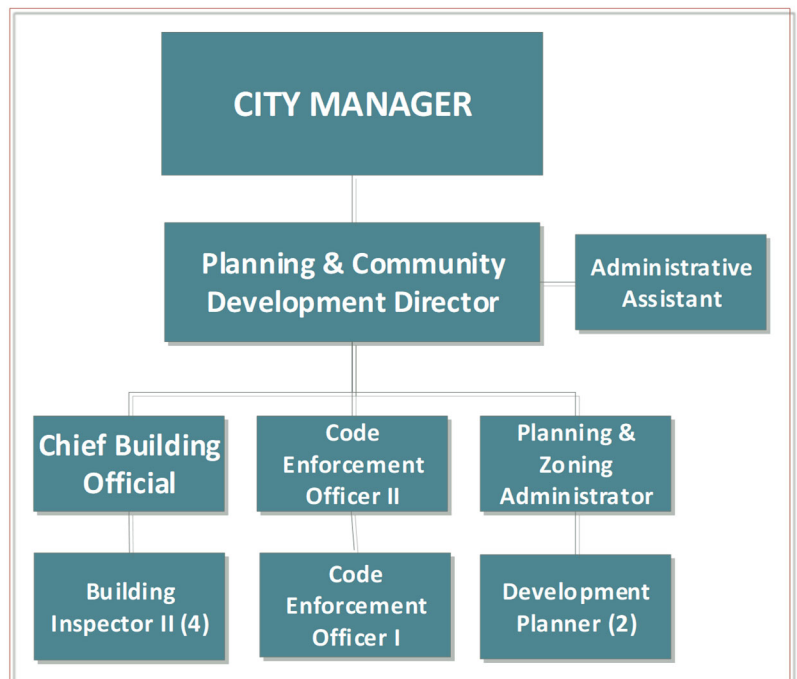 CITY MANAGER
Planning & Community
Development Director
Administrative
Assistant
Chief Building
Official
Code
Enforcement
Officer II
Planning &
Zoning
Administrator
Building
Inspector II (4)
Code
Enforcement
Officer I
Development
Planner (2)